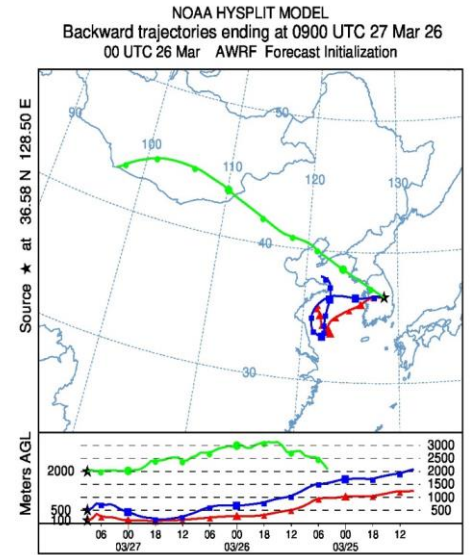 NOAA HYSPLIT MODEL
Backward trajectories ending at 0900 UTC 27 Mar 26
00 UTC 26 Mar AWRF Forecast Initialization
Source ★ at 36.58 N 128.50 E
90
100
110
50
120
130
40
30
Meters AGL
2000
500
100
3000
2500
2000
1500
1000
500
06 00 18 12 06 00 18 12 06 00 18 12
03/27 03/26 03/25